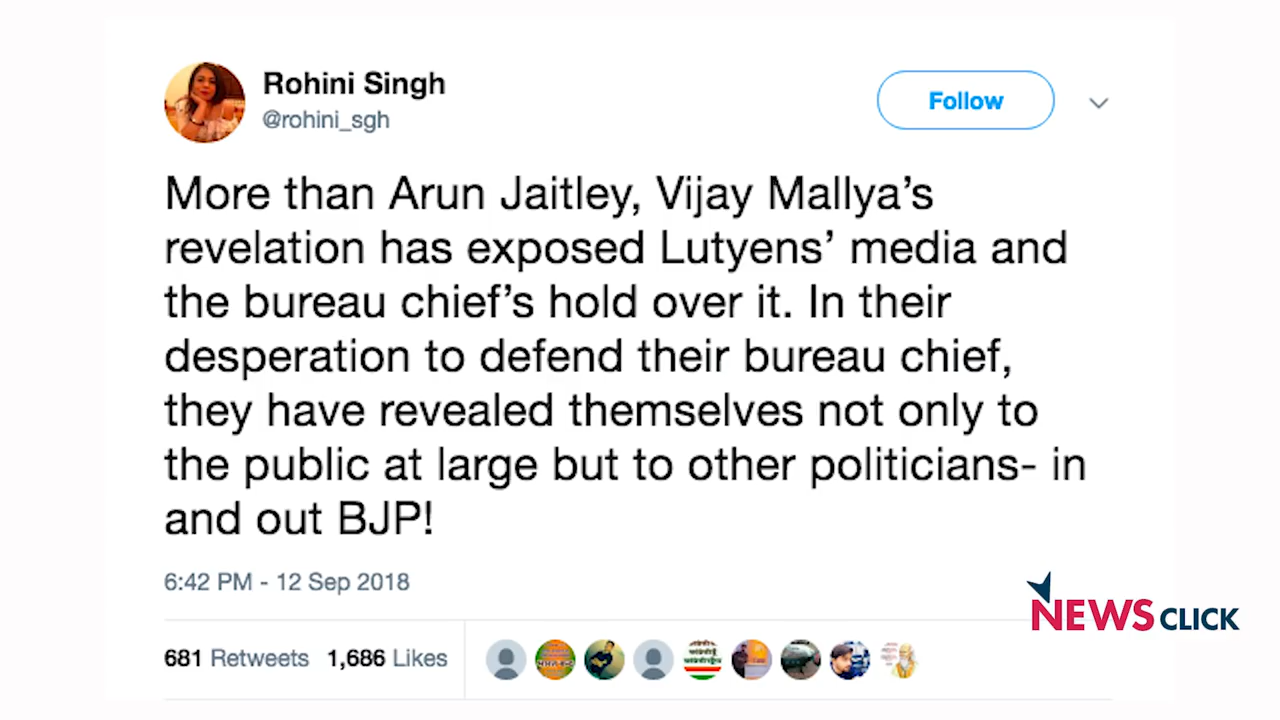 Rohini Singh
@rohini_sgh
Follow
More than Arun Jaitley, Vijay Mallya’s
revelation has exposed Lutyens’ media and
the bureau chief’s hold over it. In their
desperation to defend their bureau chief,
they have revealed themselves not only to
the public at large but to other politicians- in
and out BJP!
6:42 PM - 12 Sep 2018
681 Retweets 1,686 Likes
NEWSCLICK